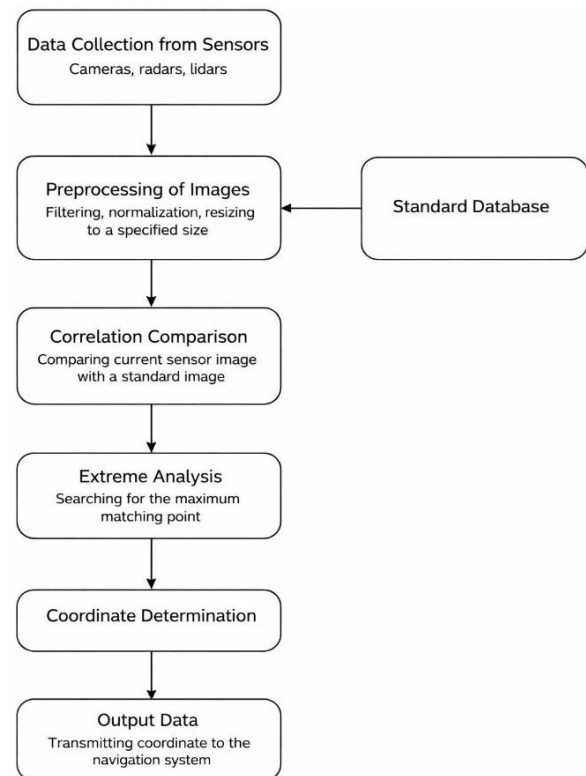 Data Collection from Sensors
Cameras, radars, lidars
Preprocessing of Images
Filtering, normalization, resizing
to a specified size
Standard Database
Correlation Comparison
Comparing current sensor image
with a standard image
Extreme Analysis
Searching for the maximum
matching point
Coordinate Determination
Output Data
Transmitting coordinate to the
navigation system